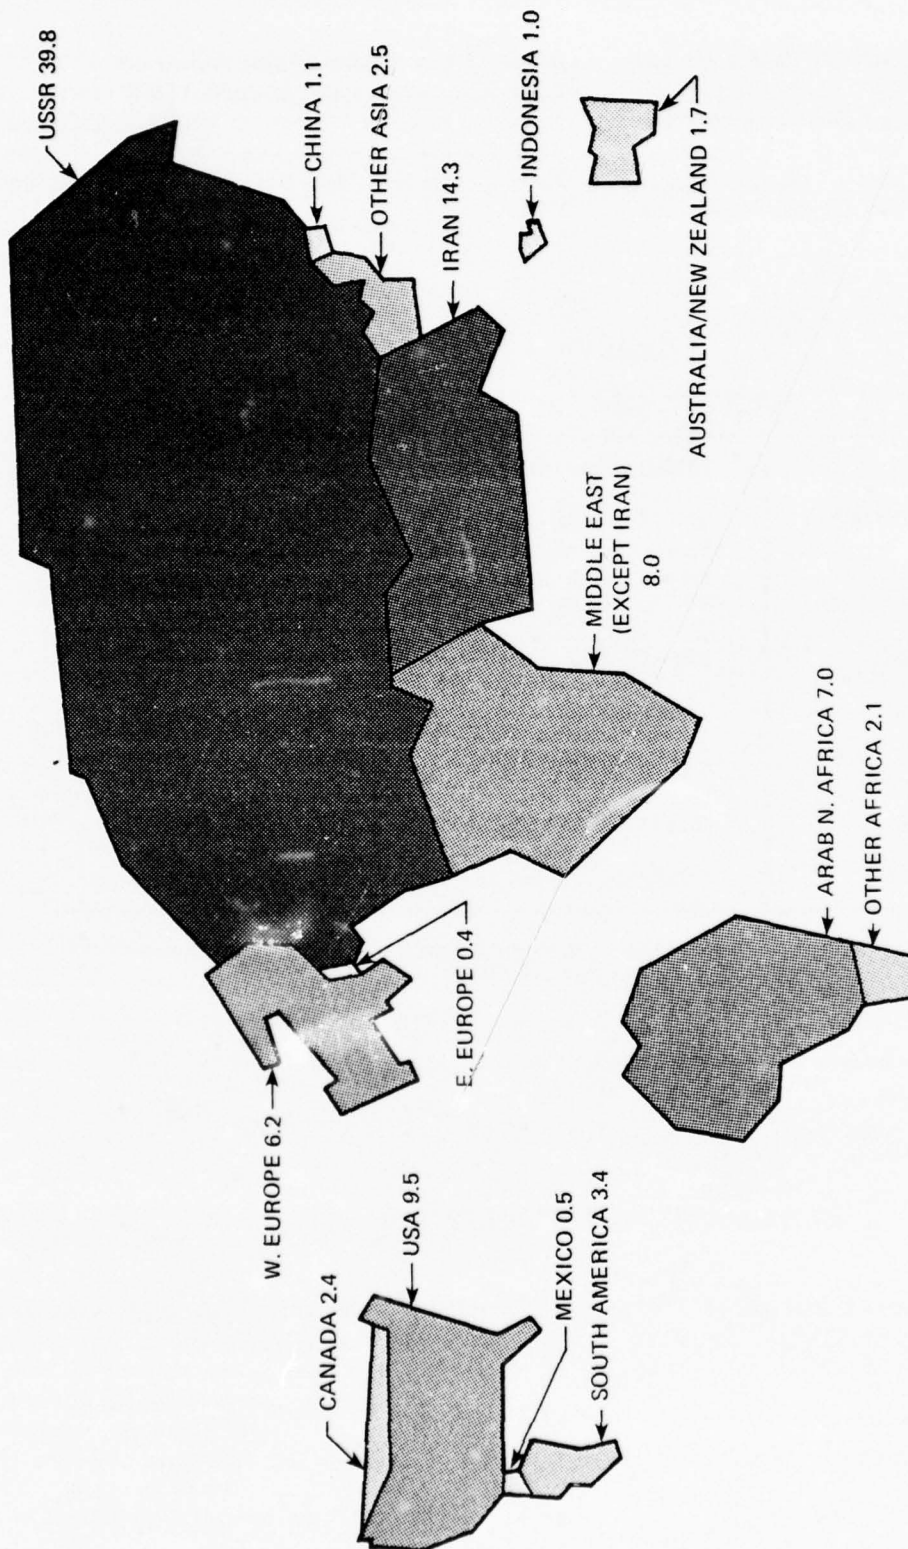 CANADA 2.4
USA 9.5
MEXICO 0.5
SOUTH AMERICA 3.4
W. EUROPE 6.2
E. EUROPE 0.4
ARAB N. AFRICA 7.0
OTHER AFRICA 2.1
MIDDLE EAST
(EXCEPT IRAN)
8.0
USSR 39.8
CHINA 1.1
OTHER ASIA 2.5
IRAN 14.3
INDONESIA 1.0
AUSTRALIA/NEW ZEALAND 1.7